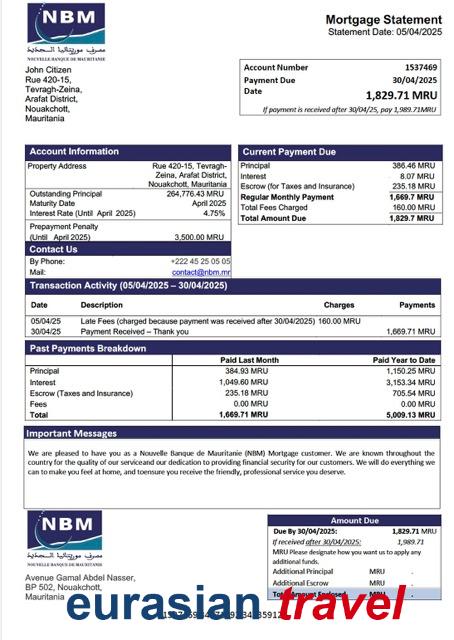 NBM
مصرف موريتانيا الجديد
NOUVELLE BANQUE DE MAURITANIE
Mortgage Statement
Statement Date: 05/04/2025
John Citizen
Rue 420-15,
Tevragh-Zeina,
Arafat District,
Nouakchott,
Mauritania
Account Number 1537469
Payment Due Date 30/04/2025
1,829.71 MRU
If payment is received after 30/04/25, pay 1,989.71MRU
Account Information
Property Address Rue 420-15, Tevragh-
Zeina, Arafat District,
Nouakchott, Mauritania
Outstanding Principal 264,776.43 MRU
Maturity Date April 2025
Interest Rate (Until April 2025) 4.75%
Prepayment Penalty
(Until April 2025) 3,500.00 MRU
Contact Us
By Phone: +222 45 25 05 05
Mail: contact@nbm.mr
Current Payment Due
Principal 386.46 MRU
Interest 8.07 MRU
Escrow (for Taxes and Insurance) 235.18 MRU
Regular Monthly Payment 1,669.7 MRU
Total Fees Charged 160.00 MRU
Total Amount Due 1,829.7 MRU
Transaction Activity (05/04/2025 – 30/04/2025)
Date Description Charges Payments
05/04/25 Late Fees (charged because payment was received after 30/04/2025) 160.00 MRU
30/04/25 Payment Received – Thank you 1,669.71 MRU
Past Payments Breakdown
Paid Last Month Paid Year to Date
Principal 384.93 MRU 1,150.25 MRU
Interest 1,049.60 MRU 3,153.34 MRU
Escrow (Taxes and Insurance) 235.18 MRU 705.54 MRU
Fees 0.00 MRU 0.00 MRU
Total 1,669.71 MRU 5,009.13 MRU
Important Messages
We are pleased to have you as a Nouvelle Banque de Mauritanie (NBM) Mortgage customer. We are known throughout the
country for the quality of our serviceand our dedication to providing financial security for our customers. We will do everything we
can to make you feel at home, and toensure you receive the friendly, professional service you deserve.
NBM
NOUVELLE BANQUE DE MAURITANIE
Avenue Gamal Abdel Nasser,
BP 502, Nouakchott,
Mauritania
Amount Due
Due By 30/04/2025: 1,829.71 MRU
If received after 30/04/2025: 1,989.71
MRU Please designate how you want us to apply any
additional funds.
Additional Principal MRU .
Additional Escrow MRU .
Total Amount Enclosed MRU .
eurasian travel